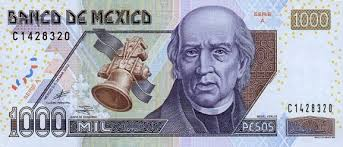 BANCO DE MEXICO
SERIE
A
1000
C1428320
C1428320
1000
MIL
PESOS